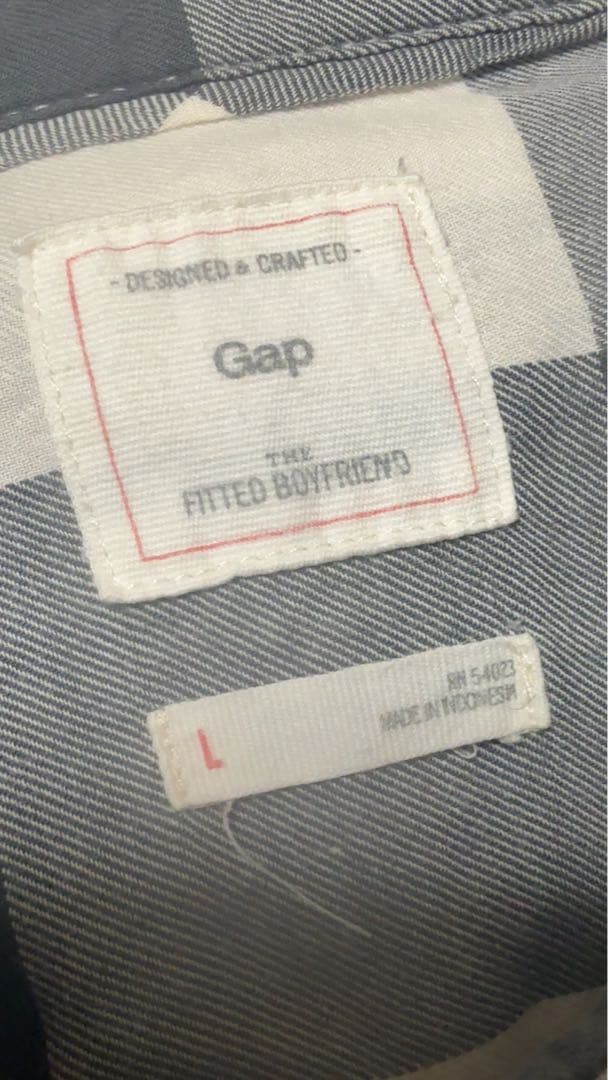 - DESIGNED & CRAFTED -
Gap
THE
FITTED BOYFRIEND
L
RN 54023
MADE IN INDONESIA